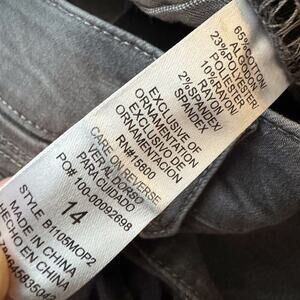 65%COTTON/
ALGODON
23%POLYESTER/
POLIESTER
10%RAYON/
RAYON
2%SPANDEX/
SPANDEX
EXCLUSIVE OF
ORNAMENTATION
EXCLUSIVO DE
ORNAMENTACION
RN#15800
CARE ON REVERSE
VER AL DORSO
PARA CUIDADO
PO# 100-00092698
14
STYLE B1105MOP2
MADE IN CHINA
HECHO EN CHINA